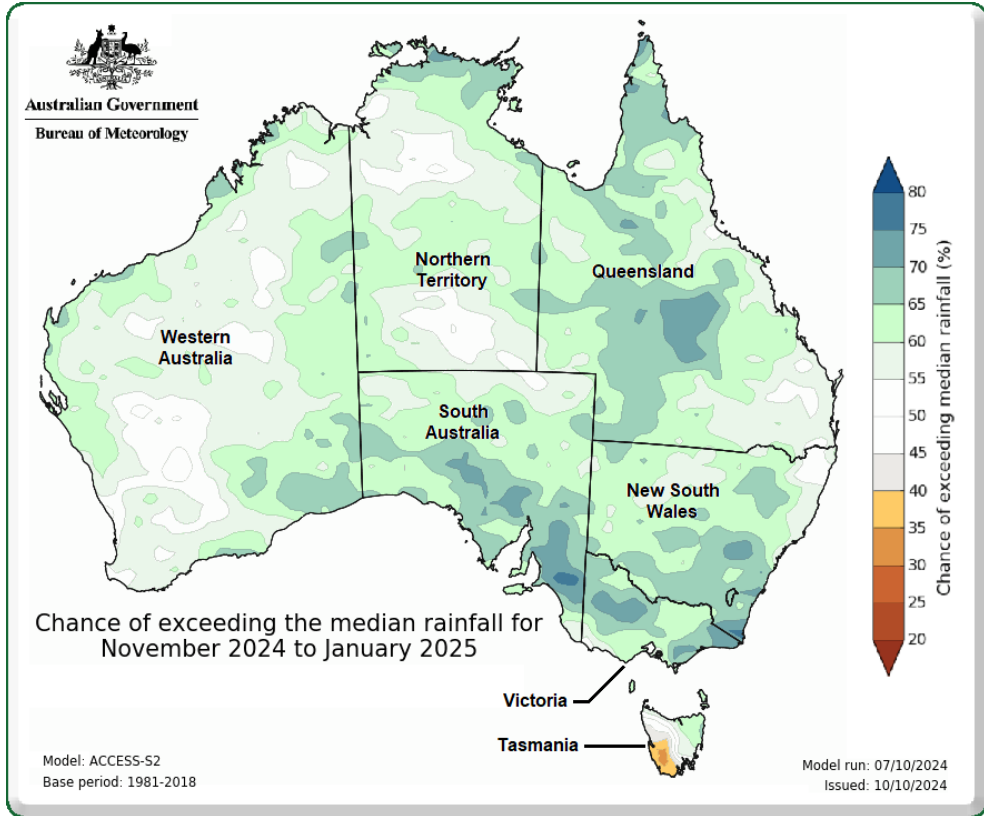 Australian Government
Bureau of Meteorology
Northern
Territory
Queensland
Western
Australia
South
Australia
New South
Wales
Victoria
Tasmania
80
75
70
65
60
55
50
45
40
35
30
25
20
Chance of exceeding median rainfall (%)
Chance of exceeding the median rainfall for
November 2024 to January 2025
Model: ACCESS-S2
Base period: 1981-2018
Model run: 07/10/2024
Issued: 10/10/2024